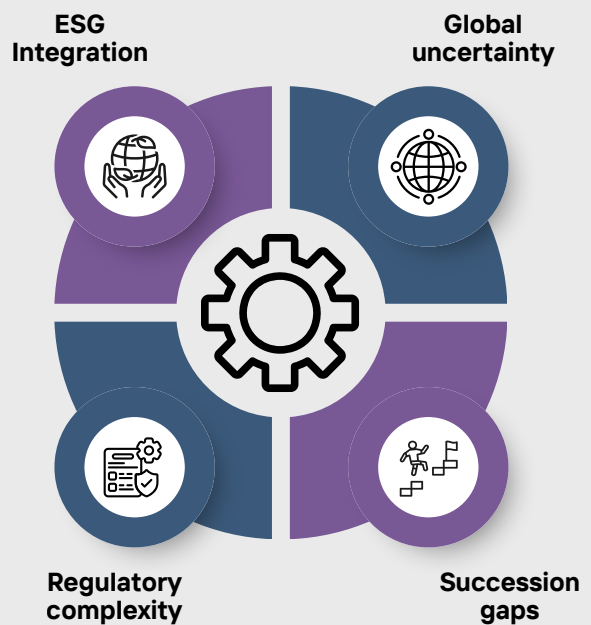 ESG
Integration
Global
uncertainty
Regulatory
complexity
Succession
gaps